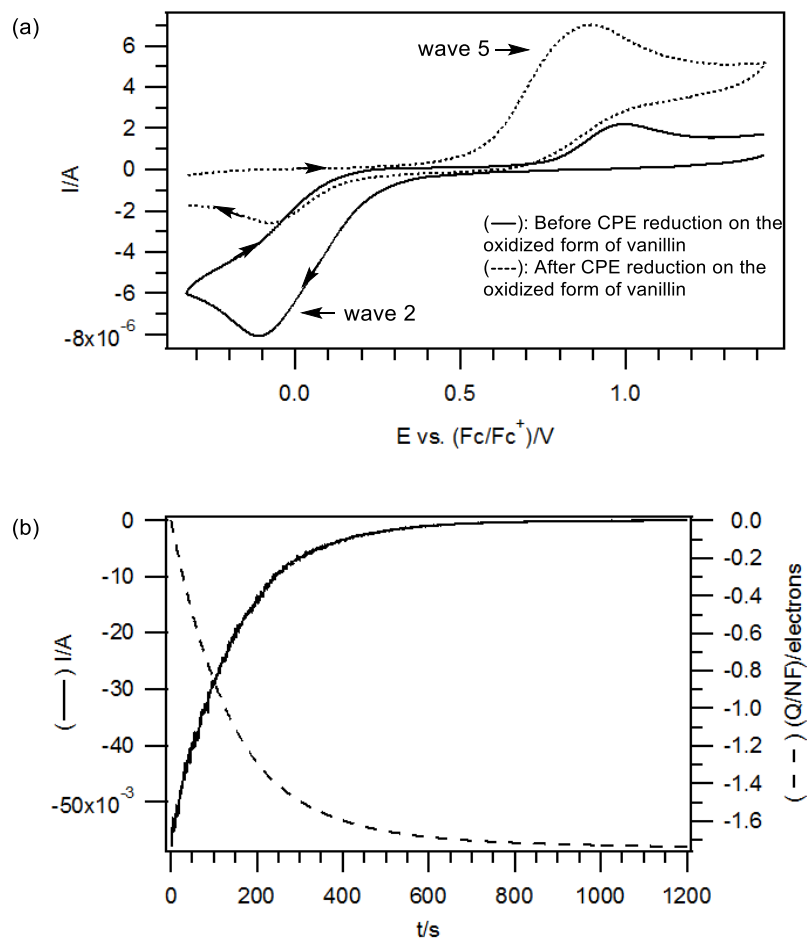 (a)
wave 5
6
4
2
0
-2
-4
-6
-8x10⁻⁶
I/A
(—): Before CPE reduction on the
oxidized form of vanillin
(----): After CPE reduction on the
oxidized form of vanillin
wave 2
0.0 0.5 1.0
E vs. (Fc/Fc⁺)/V
(b)
0
-10
-20
-30
-40
-50x10⁻³
(—) I/A
0.0
-0.2
-0.4
-0.6
-0.8
-1.0
-1.2
-1.4
-1.6
(– –) (Q/NF)/electrons
0 200 400 600 800 1000 1200
t/s